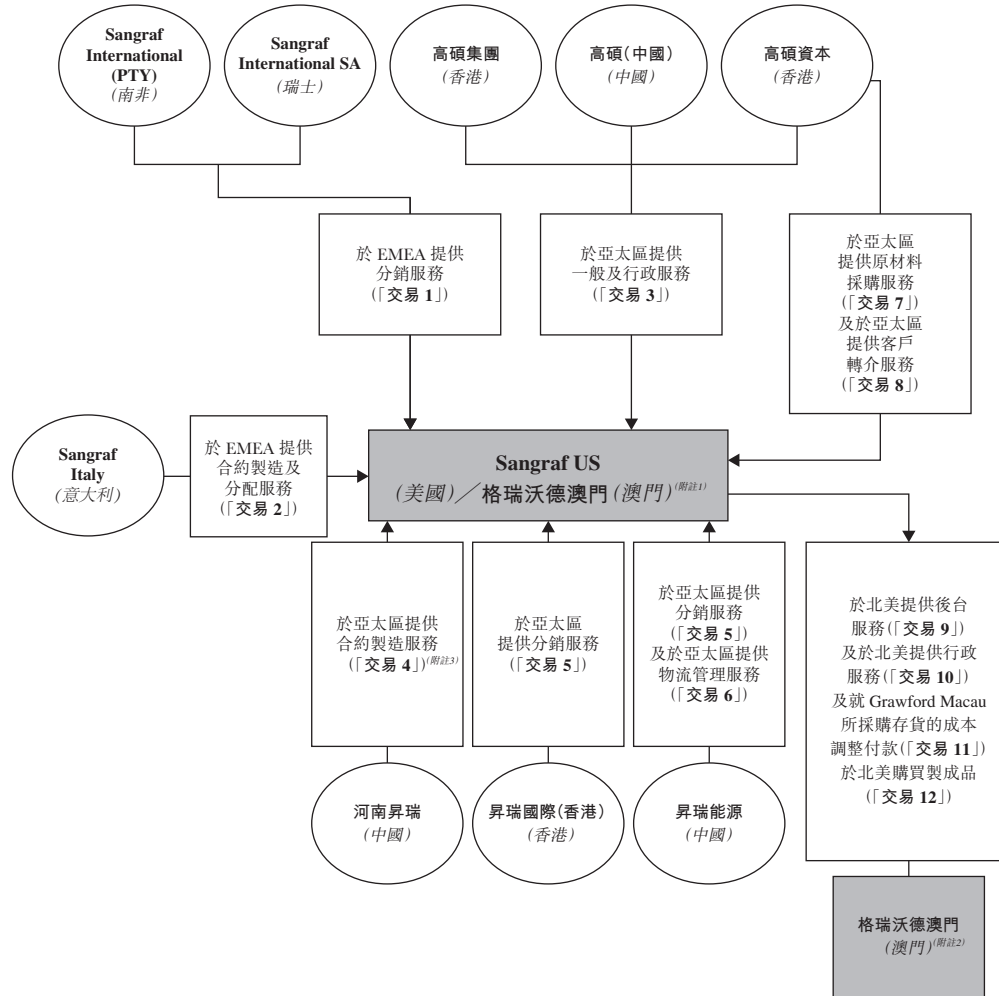 Sangraf
International
(PTY)
(南非)
Sangraf
International SA
(瑞士)
高碩集團
(香港)
高碩(中國)
(中國)
高碩資本
(香港)
於 EMEA 提供
分銷服務
(「交易 1」)
於亞太區提供
一般及行政服務
(「交易 3」)
於亞太區
提供原材料
採購服務
(「交易 7」)
及於亞太區
提供客戶
轉介服務
(「交易 8」)
Sangraf
Italy
(意大利)
於 EMEA 提供
合約製造及
分配服務
(「交易 2」)
Sangraf US
(美國)／格瑞沃德澳門(澳門)(附註1)
於亞太區提供
合約製造服務
(「交易 4」)(附註3)
於亞太區
提供分銷服務
(「交易 5」)
於亞太區提供
分銷服務
(「交易 5」)
及於亞太區提供
物流管理服務
(「交易 6」)
於北美提供後台
服務(「交易 9」)
及於北美提供行政
服務(「交易 10」)
及就 Grawford Macau
所採購存貨的成本
調整付款(「交易 11」)
於北美購買製成品
(「交易 12」)
河南昇瑞
(中國)
昇瑞國際(香港)
(香港)
昇瑞能源
(中國)
格瑞沃德澳門
(澳門)(附註2)